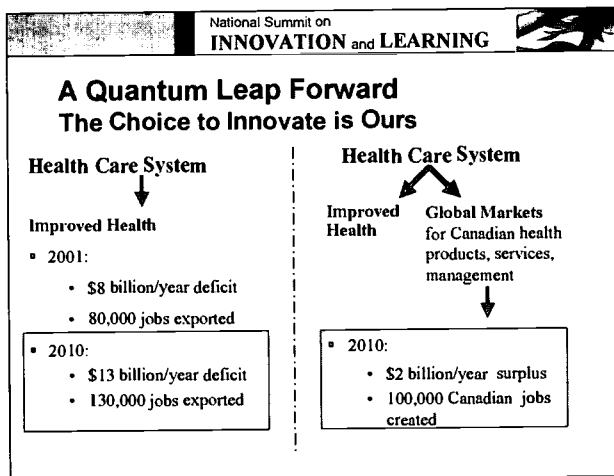 National Summit on
INNOVATION and LEARNING
A Quantum Leap Forward
The Choice to Innovate is Ours
Health Care System
Improved Health
▫ 2001:
• $8 billion/year deficit
• 80,000 jobs exported
▫ 2010:
• $13 billion/year deficit
• 130,000 jobs exported
Health Care System
Improved
Health
Global Markets
for Canadian health
products, services,
management
▫ 2010:
• $2 billion/year surplus
• 100,000 Canadian jobs
created